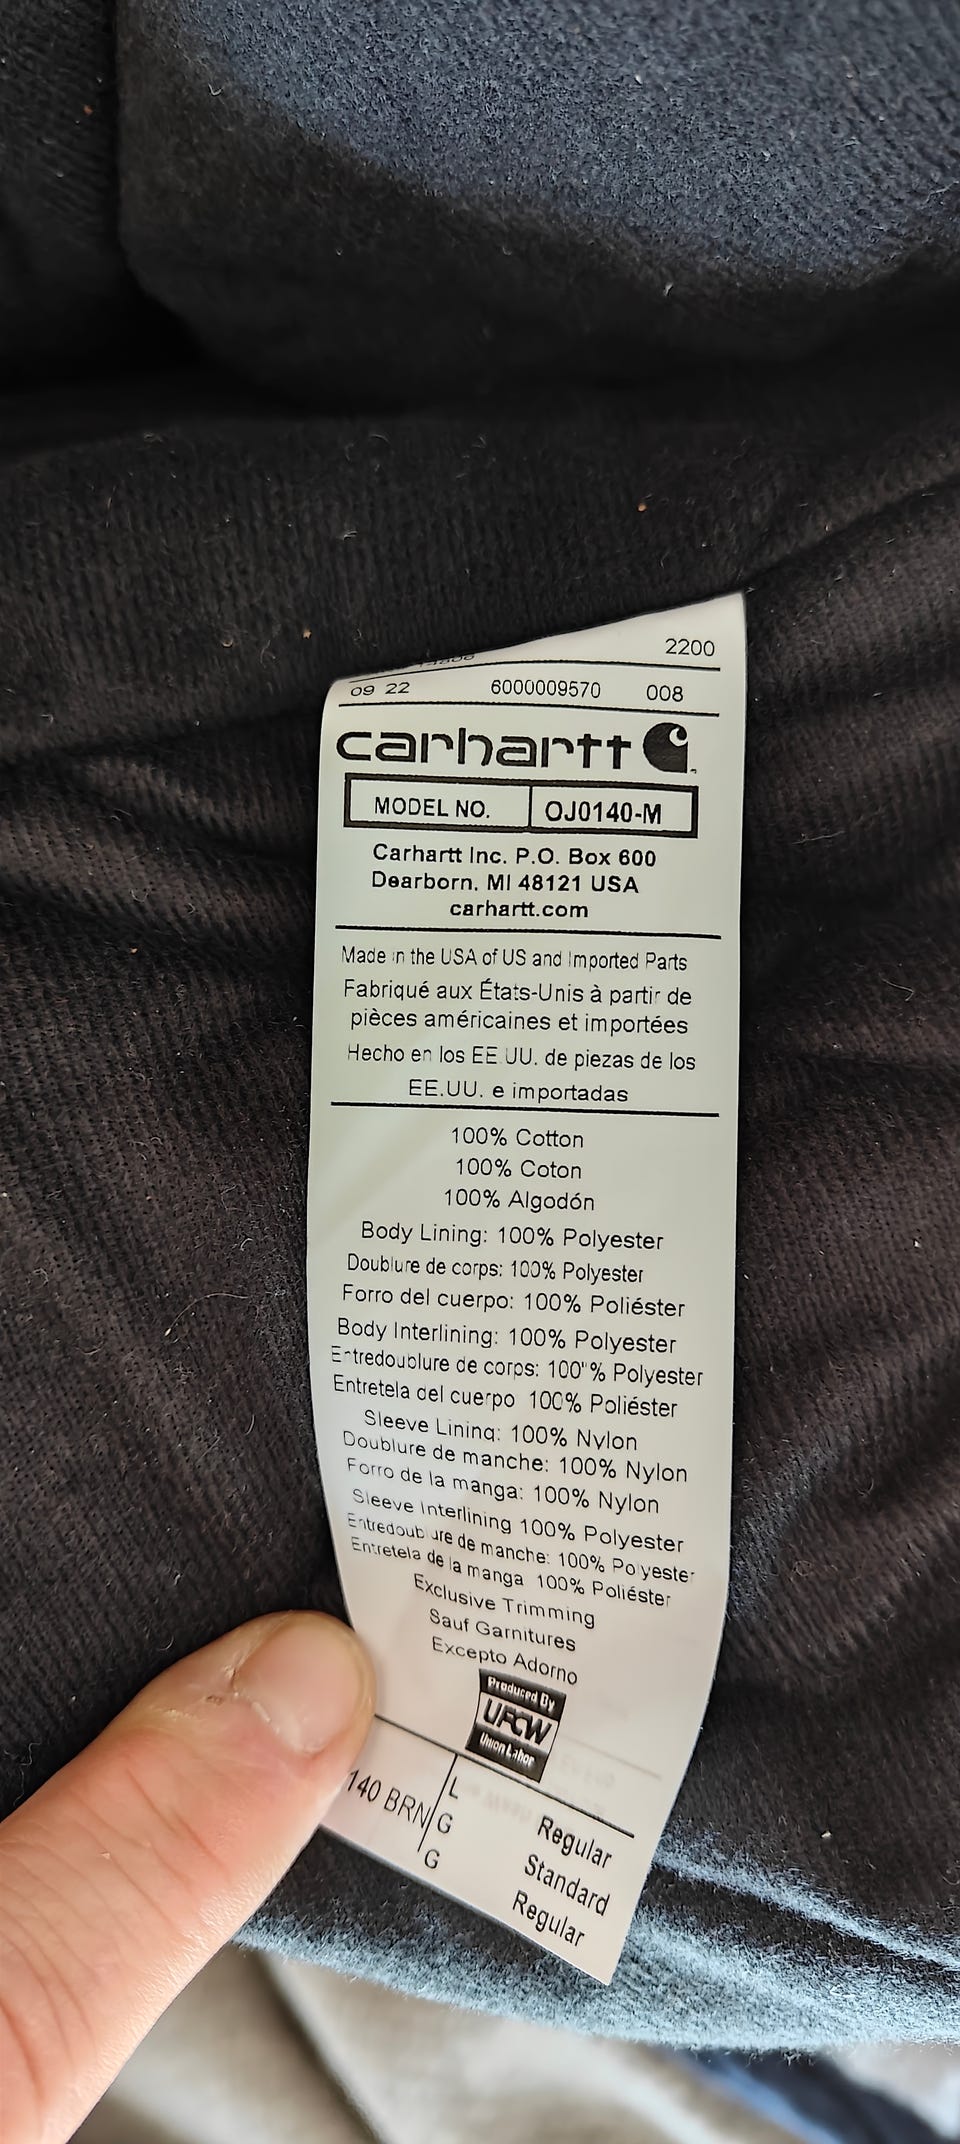 2200
09 22 6000009570 008
carhartt
MODEL NO. OJ0140-M
Carhartt Inc. P.O. Box 600
Dearborn, MI 48121 USA
carhartt.com
Made in the USA of US and Imported Parts
Fabriqué aux États-Unis à partir de
pièces américaines et importées
Hecho en los EE.UU. de piezas de los
EE.UU. e importadas
100% Cotton
100% Coton
100% Algodón
Body Lining: 100% Polyester
Doublure de corps: 100% Polyester
Forro del cuerpo: 100% Poliéster
Body Interlining: 100% Polyester
Entredoublure de corps: 100% Polyester
Entretela del cuerpo 100% Poliéster
Sleeve Lining: 100% Nylon
Doublure de manche: 100% Nylon
Forro de la manga: 100% Nylon
Sleeve Interlining 100% Polyester
Entredoublure de manche: 100% Polyester
Entretela de la manga 100% Poliéster
Exclusive Trimming
Sauf Garnitures
Excepto Adorno
Produced By
UFCW
Union Labor
140 BRN
L Regular
G Standard
G Regular